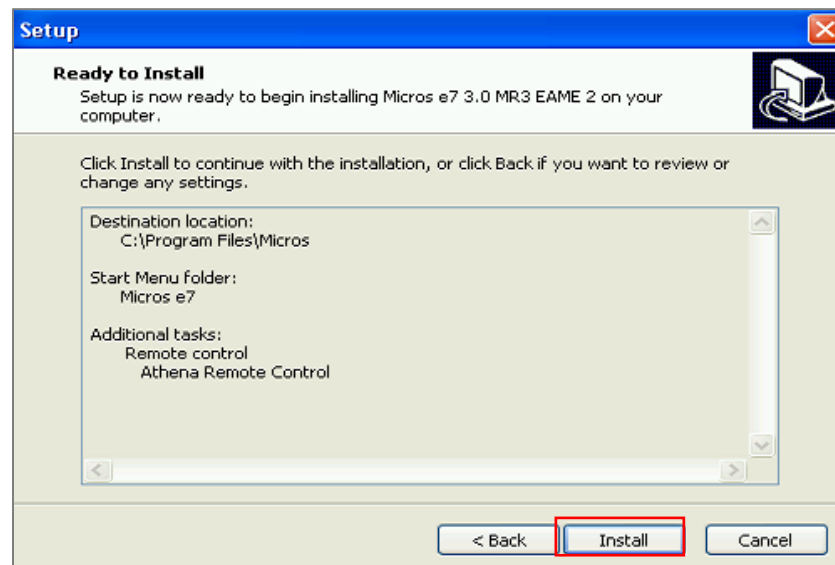 Setup
Ready to Install
Setup is now ready to begin installing Micros e7 3.0 MR3 EAME 2 on your
computer.
Click Install to continue with the installation, or click Back if you want to review or
change any settings.
Destination location:
C:\Program Files\Micros
Start Menu folder:
Micros e7
Additional tasks:
Remote control
Athena Remote Control
< Back
Install
Cancel